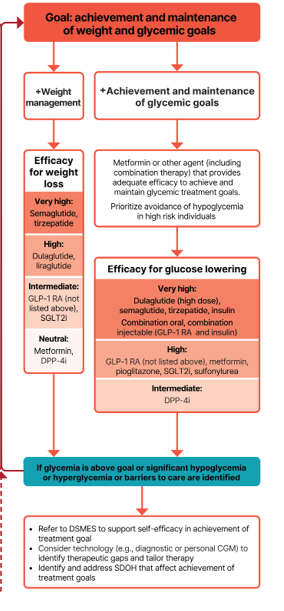 Goal: achievement and maintenance
of weight and glycemic goals
+Weight
management
+Achievement and maintenance
of glycemic goals
Efficacy
for weight
loss
Very high:
Semaglutide,
tirzepatide
High:
Dulaglutide,
liraglutide
Intermediate:
GLP-1 RA (not
listed above),
SGLT2i
Neutral:
Metformin,
DPP-4i
Metformin or other agent (including
combination therapy) that provides
adequate efficacy to achieve and
maintain glycemic treatment goals.
Prioritize avoidance of hypoglycemia
in high risk individuals
Efficacy for glucose lowering
Very high:
Dulaglutide (high dose),
semaglutide, tirzepatide, insulin
Combination oral, combination
injectable (GLP-1 RA and insulin)
High:
GLP-1 RA (not listed above), metformin,
pioglitazone, SGLT2i, sulfonylurea
Intermediate:
DPP-4i
If glycemia is above goal or significant hypoglycemia
or hyperglycemia or barriers to care are identified
• Refer to DSMES to support self-efficacy in achievement of
treatment goal
• Consider technology (e.g., diagnostic or personal CGM) to
identify therapeutic gaps and tailor therapy
• Identify and address SDOH that affect achievement of
treatment goals